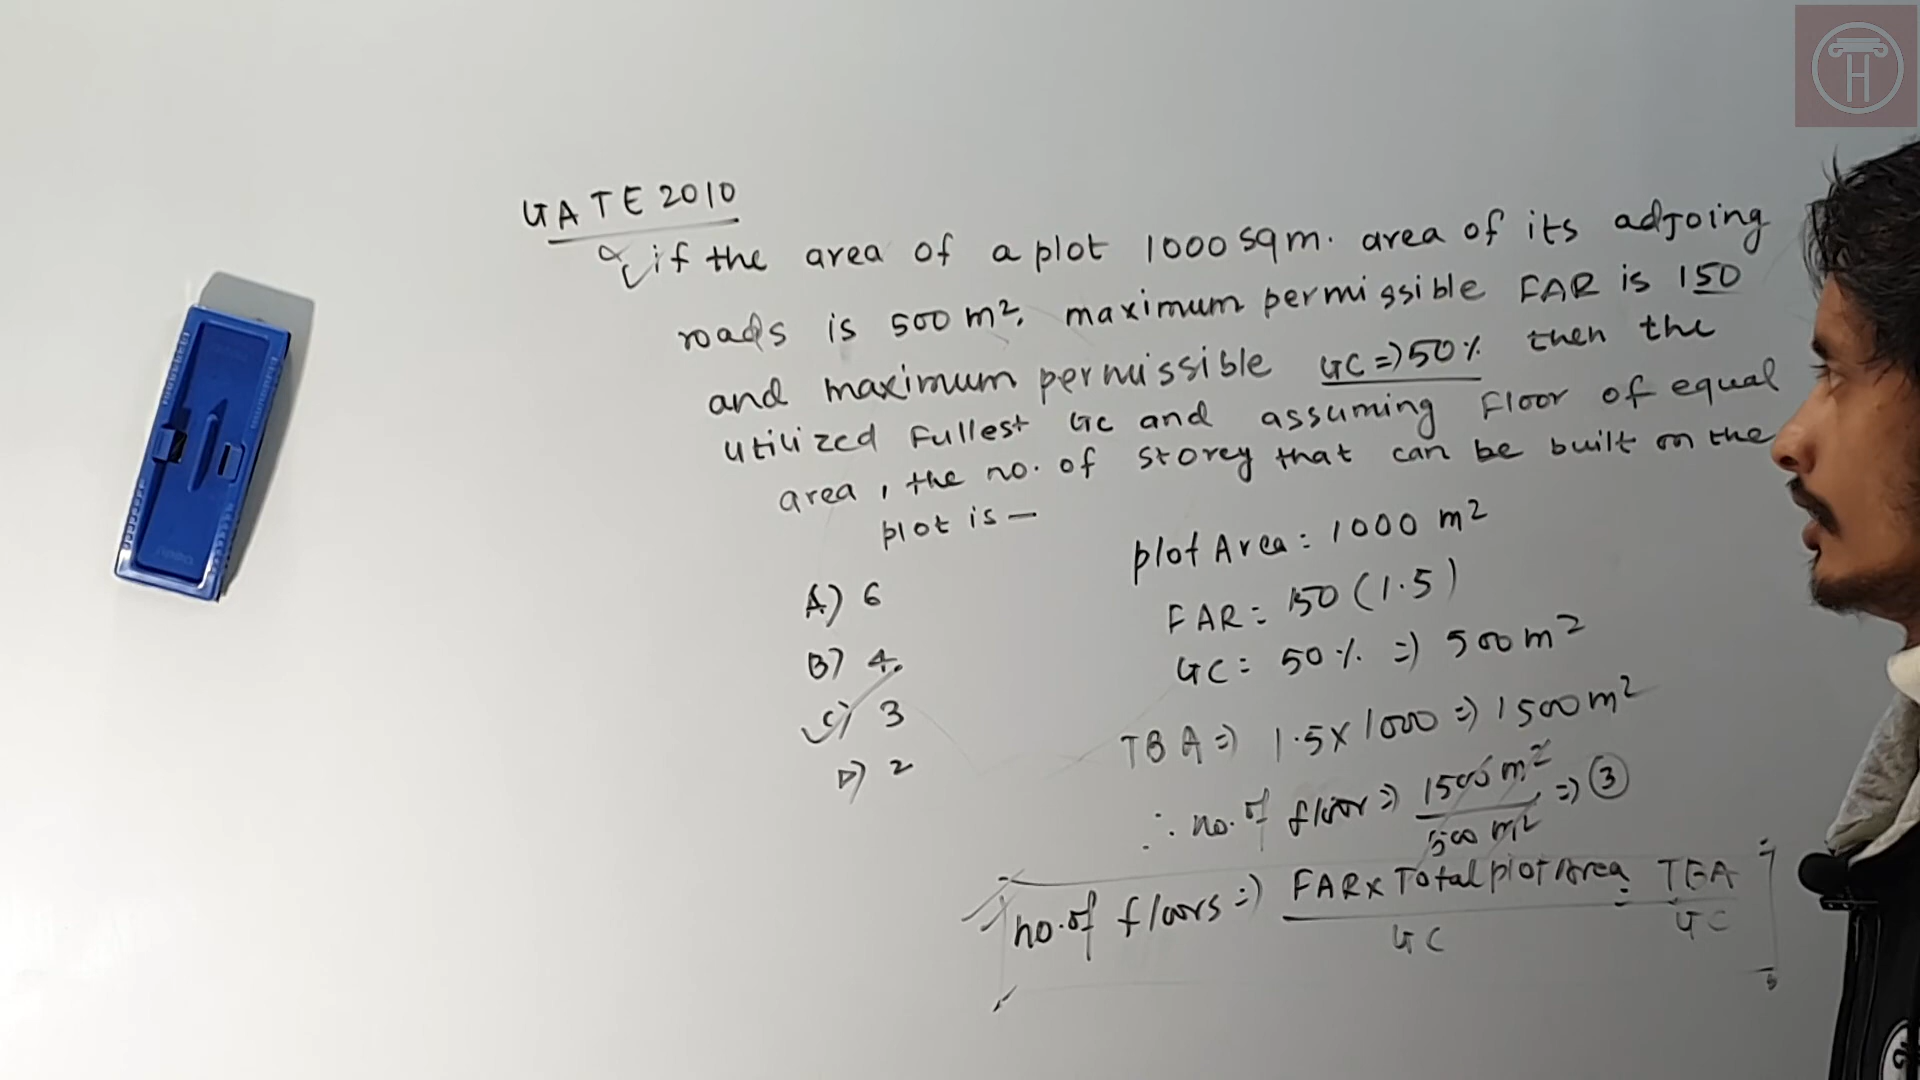 GATE 2010
Q if the area of a plot 1000 sqm. area of its adjoing
roads is 500 m², maximum permissible FAR is 150
and maximum permissible GC => 50% then the
utilized Fullest GC and assuming Floor of equal
area, the no. of storey that can be built on the
plot is —
A) 6
B) 4.
C) 3
D) 2
plot Area = 1000 m²
FAR = 150 (1.5)
GC = 50% => 500 m²
TBA => 1.5 x 1000 => 1500 m²
∴ no. of floor => 1500 m² / 500 m² => 3
no. of floors => FAR x Total plot Area / GC = TBA / GC
H